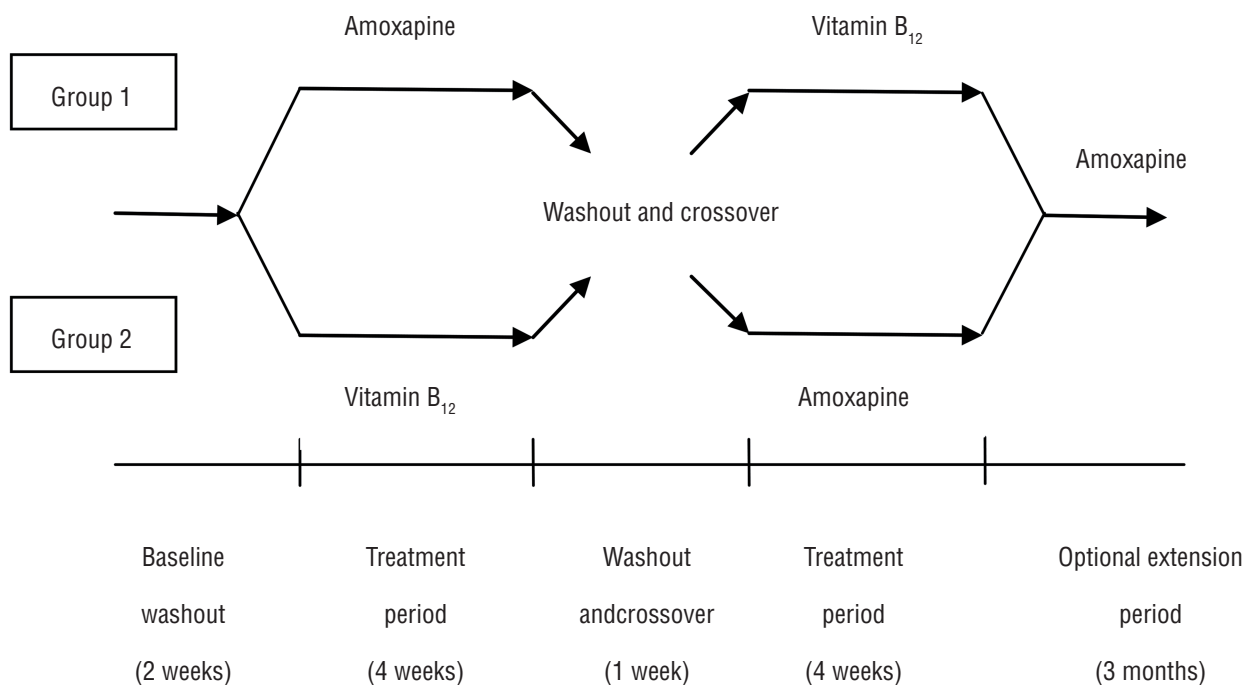 Amoxapine
Vitamin B₁₂
Group 1
Amoxapine
Washout and crossover
Group 2
Vitamin B₁₂
Amoxapine
Baseline
washout
(2 weeks)
Treatment
period
(4 weeks)
Washout
andcrossover
(1 week)
Treatment
period
(4 weeks)
Optional extension
period
(3 months)